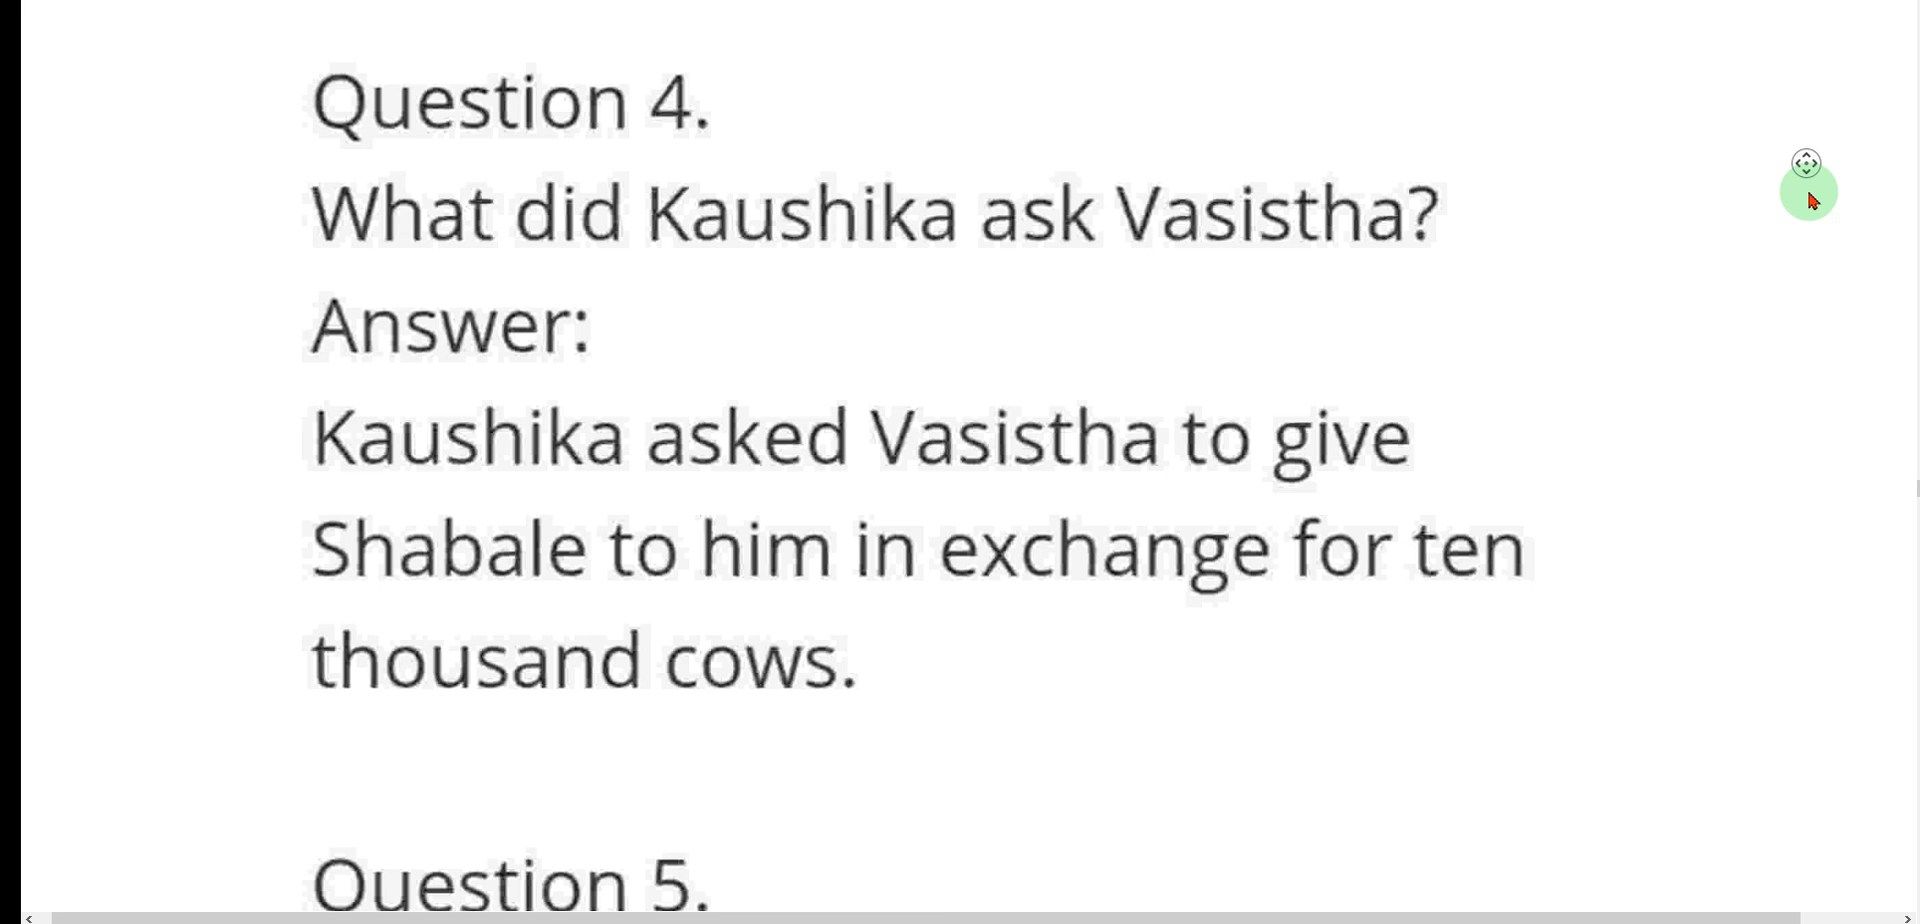 Question 4.
What did Kaushika ask Vasistha?
Answer:
Kaushika asked Vasistha to give
Shabale to him in exchange for ten
thousand cows.
Question 5.